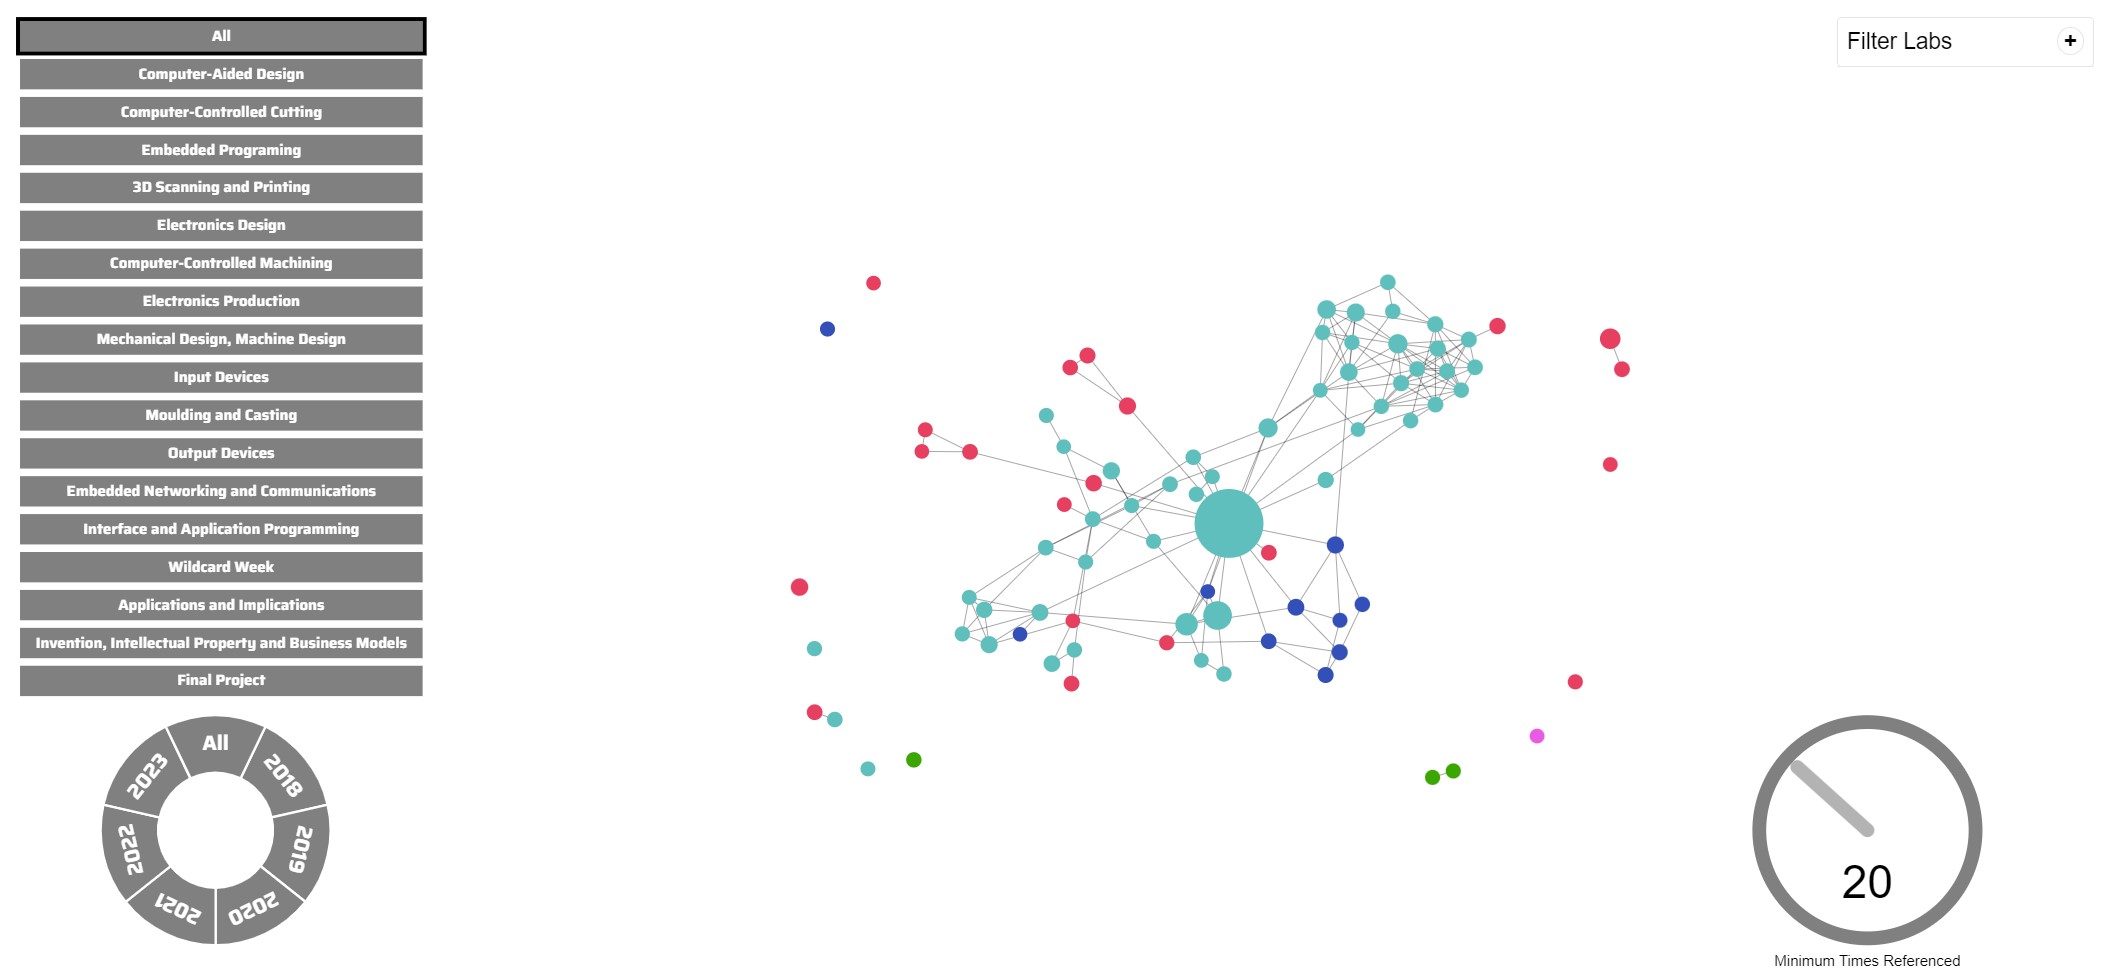 All
Computer-Aided Design
Computer-Controlled Cutting
Embedded Programing
3D Scanning and Printing
Electronics Design
Computer-Controlled Machining
Electronics Production
Mechanical Design, Machine Design
Input Devices
Moulding and Casting
Output Devices
Embedded Networking and Communications
Interface and Application Programming
Wildcard Week
Applications and Implications
Invention, Intellectual Property and Business Models
Final Project
All
2018
2019
2020
2021
2022
2023
Filter Labs +
20
Minimum Times Referenced